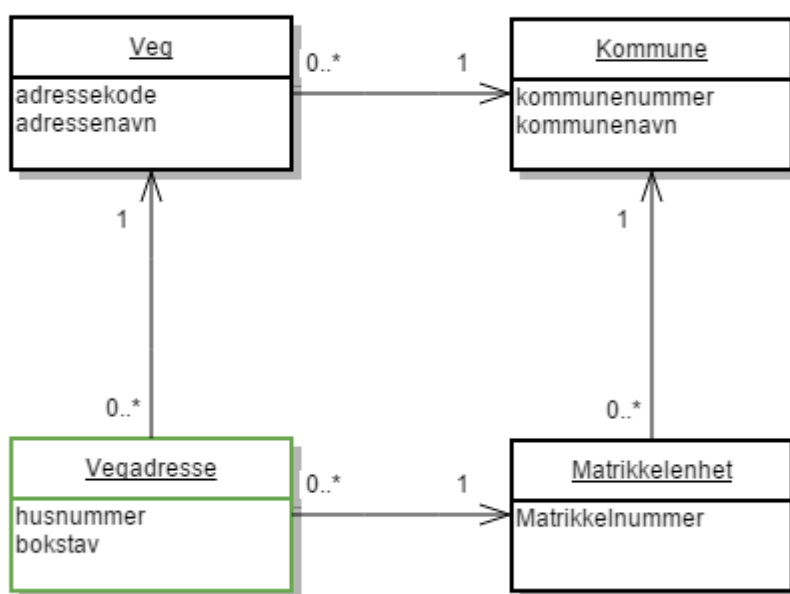 Veg
adressekode
adressenavn
0..*
1
Kommune
kommunenummer
kommunenavn
1
1
0..*
0..*
Vegadresse
husnummer
bokstav
0..*
1
Matrikkelenhet
Matrikkelnummer